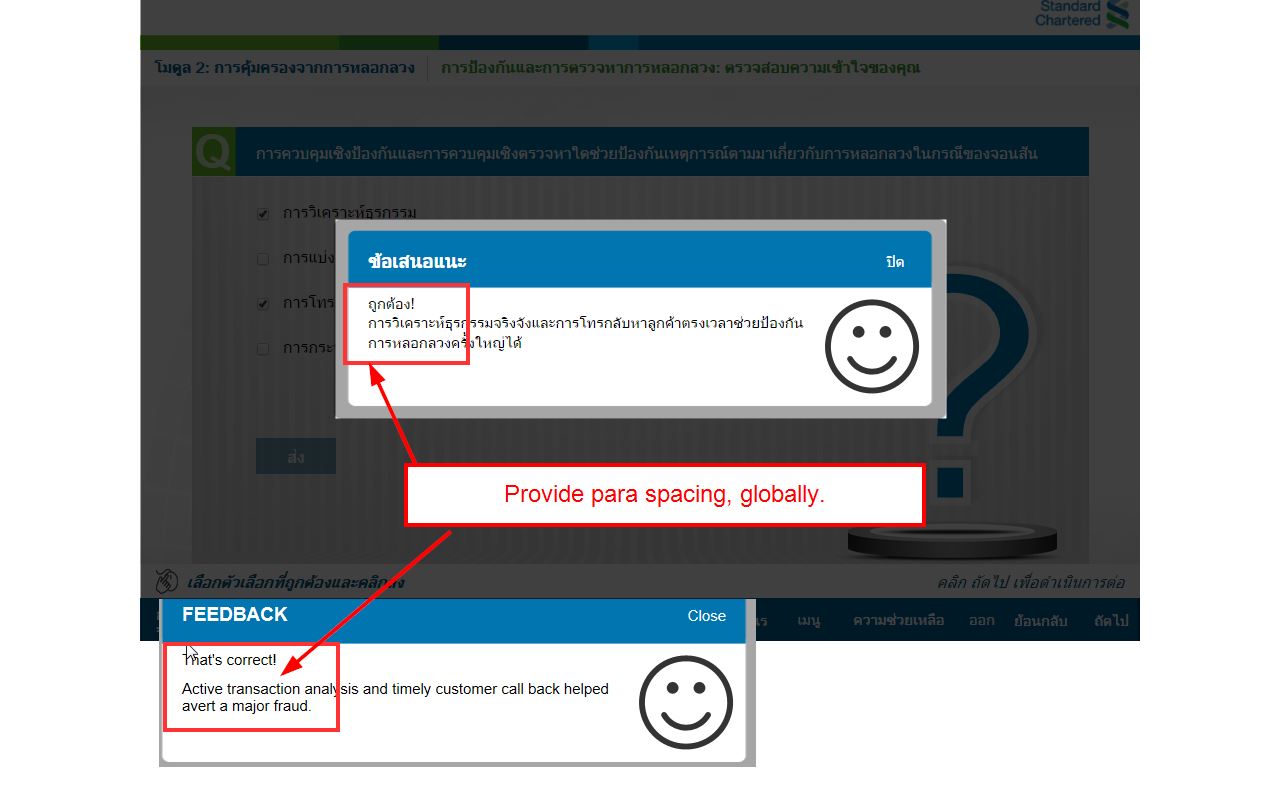 Standard
Chartered
โมดูล 2: การคุ้มครองจากการหลอกลวง
การป้องกันและการตรวจหาการหลอกลวง: ตรวจสอบความเข้าใจของคุณ
Q
การควบคุมเชิงป้องกันและการควบคุมเชิงตรวจหาใดช่วยป้องกันเหตุการณ์ตามมาเกี่ยวกับการหลอกลวงในกรณีของจอนสัน
การวิเคราะห์ธุรกรรม
การแบ่ง
การโทร
การกระ
ข้อเสนอแนะ
ปิด
ถูกต้อง!
การวิเคราะห์ธุรกรรมจริงจังและการโทรกลับหาลูกค้าตรงเวลาช่วยป้องกัน
การหลอกลวงครั้งใหญ่ได้
ส่ง
Provide para spacing, globally.
เลือกตัวเลือกที่ถูกต้องและคลิกส่ง
คลิก ถัดไป เพื่อดำเนินการต่อ
เมนู
ความช่วยเหลือ
ออก
ย้อนกลับ
ถัดไป
FEEDBACK
Close
That's correct!
Active transaction analysis and timely customer call back helped
avert a major fraud.